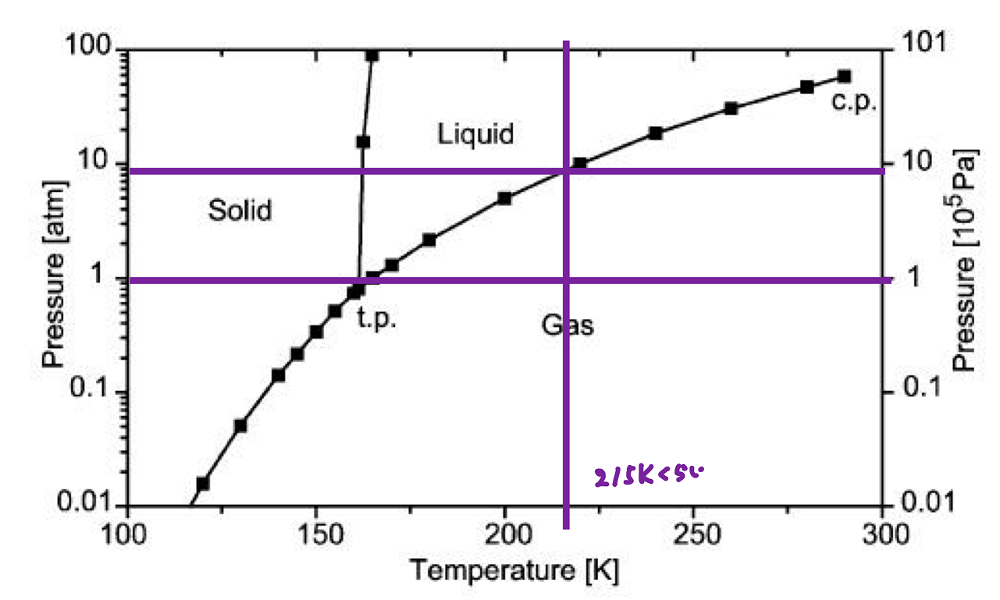 100 101
Liquid c.p.
10 10
Solid
Pressure [atm] Pressure [10⁵Pa]
1 1
t.p. Gas
0.1 0.1
215K<
0.01 0.01
100 150 200 250 300
Temperature [K]